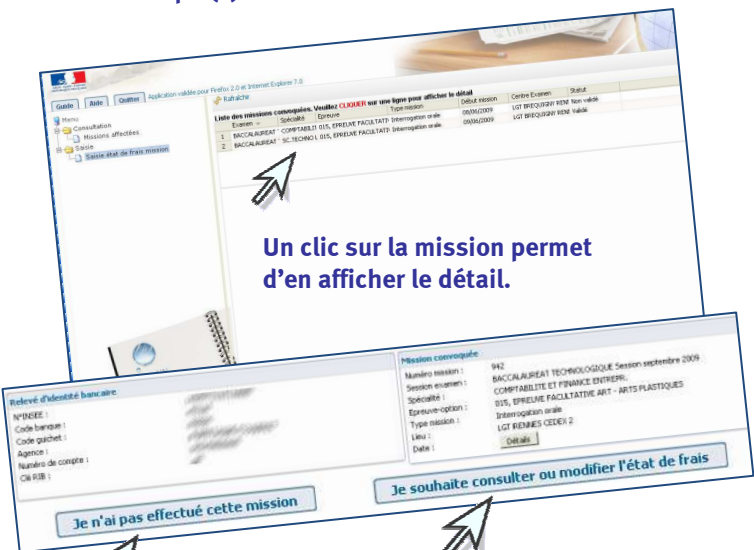 Guide Aide Quitter Application validée pour Firefox 2.0 et Internet Explorer 7.0
Menu
Consultation
Missions affectées
Saisie
Saisie état de frais mission
Rafraîchir
Liste des missions convoquées. Veuillez CLIQUER sur une ligne pour afficher le détail
Examen Spécialité Epreuve Type mission Début mission Centre Examen Statut
1 BACCALAUREAT COMPTABILIT 015, EPREUVE FACULTATI Interrogation orale 08/06/2009 LGT BREQUIGNY RENI Non validé
2 BACCALAUREAT SC.TECHNO L 015, EPREUVE FACULTATI Interrogation orale 09/06/2009 LGT BREQUIGNY RENI Validé
Un clic sur la mission permet
d'en afficher le détail.
Relevé d'identité bancaire
N°INSEE :
Code banque :
Code guichet :
Agence :
Numéro de compte :
Clé RIB :
Mission convoquée
Numéro mission : 942
Session examen : BACCALAUREAT TECHNOLOGIQUE Session septembre 2009
Spécialité : COMPTABILITE ET FINANCE ENTREPR.
Epreuve-option : 015, EPREUVE FACULTATIVE ART - ARTS PLASTIQUES
Type mission : Interrogation orale
Lieu : LGT RENNES CEDEX 2
Date : Détails
Je n'ai pas effectué cette mission
Je souhaite consulter ou modifier l'état de frais